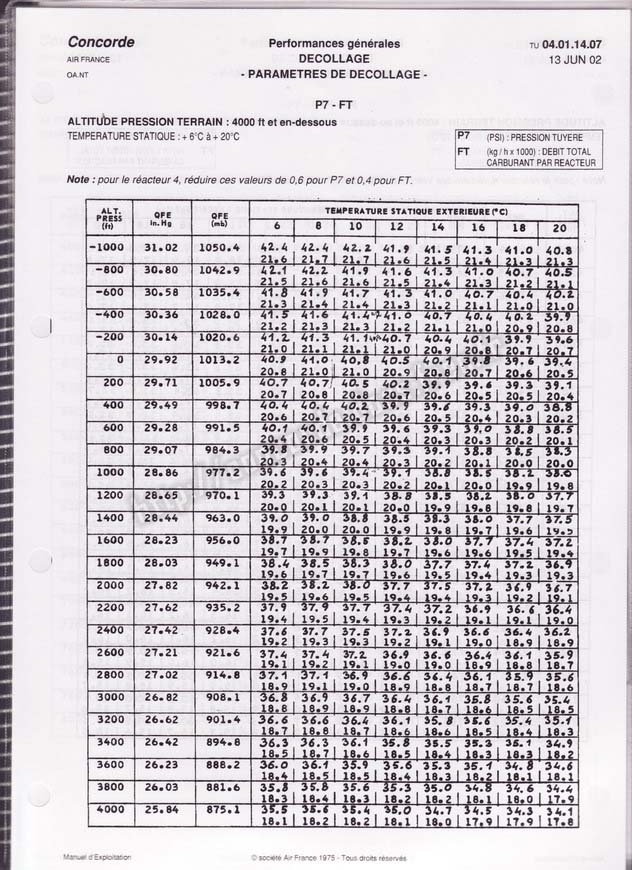 Concorde
AIR FRANCE
OA.NT
Performances générales
DECOLLAGE
- PARAMETRES DE DECOLLAGE -
TU 04.01.14.07
13 JUN 02
P7 - FT
ALTITUDE PRESSION TERRAIN : 4000 ft et en-dessous
TEMPERATURE STATIQUE : + 6°C à + 20°C
P7 (PSI) : PRESSION TUYERE
FT (kg / h x 1000) : DEBIT TOTAL
CARBURANT PAR REACTEUR
Note : pour le réacteur 4, réduire ces valeurs de 0,6 pour P7 et 0,4 pour FT.
ALT. PRESS (ft) QFE in.Hg QFE (mb) TEMPERATURE STATIQUE EXTERIEURE (°C)
6 8 10 12 14 16 18 20
-1000 31.02 1050.4 42.4 42.4 42.2 41.9 41.5 41.3 41.0 40.8
21.6 21.7 21.7 21.6 21.5 21.4 21.3 21.3
-800 30.80 1042.9 42.1 42.2 41.9 41.6 41.3 41.0 40.7 40.5
21.5 21.6 21.6 21.5 21.4 21.3 21.2 21.1
-600 30.58 1035.4 41.8 41.9 41.7 41.3 41.0 40.7 40.4 40.2
21.3 21.4 21.4 21.3 21.2 21.1 21.0 21.0
-400 30.36 1028.0 41.5 41.6 41.4 41.0 40.7 40.4 40.2 39.9
21.2 21.3 21.3 21.2 21.1 21.0 20.9 20.8
-200 30.14 1020.6 41.2 41.3 41.1 40.7 40.4 40.1 39.9 39.6
21.0 21.1 21.1 21.0 20.9 20.8 20.7 20.7
0 29.92 1013.2 40.9 41.0 40.8 40.5 40.1 39.8 39.6 39.4
20.8 21.0 21.0 20.9 20.8 20.7 20.6 20.5
200 29.71 1005.9 40.7 40.7 40.5 40.2 39.9 39.6 39.3 39.1
20.7 20.8 20.8 20.7 20.6 20.5 20.5 20.4
400 29.49 998.7 40.4 40.4 40.2 39.9 39.6 39.3 39.0 38.8
20.6 20.7 20.7 20.6 20.5 20.4 20.3 20.2
600 29.28 991.5 40.1 40.1 39.9 39.6 39.3 39.0 38.8 38.5
20.4 20.6 20.5 20.4 20.3 20.2 20.2 20.1
800 29.07 984.3 39.8 39.9 39.7 39.3 39.1 38.8 38.5 38.3
20.3 20.4 20.4 20.3 20.2 20.1 20.0 20.0
1000 28.86 977.2 39.6 39.6 39.4 39.1 38.8 38.5 38.2 38.0
20.2 20.3 20.3 20.2 20.1 20.0 19.9 19.8
1200 28.65 970.1 39.3 39.3 39.1 38.8 38.5 38.2 38.0 37.7
20.0 20.1 20.1 20.0 19.9 19.8 19.8 19.7
1400 28.44 963.0 39.0 39.0 38.8 38.5 38.3 38.0 37.7 37.5
19.9 20.0 20.0 19.9 19.8 19.7 19.6 19.5
1600 28.23 956.0 38.7 38.7 38.5 38.2 38.0 37.7 37.4 37.2
19.7 19.9 19.8 19.7 19.6 19.6 19.5 19.4
1800 28.03 949.1 38.4 38.5 38.3 38.0 37.7 37.4 37.2 36.9
19.6 19.7 19.7 19.6 19.5 19.4 19.3 19.3
2000 27.82 942.1 38.2 38.2 38.0 37.7 37.5 37.2 36.9 36.7
19.5 19.6 19.5 19.4 19.4 19.3 19.2 19.1
2200 27.62 935.2 37.9 37.9 37.7 37.4 37.2 36.9 36.6 36.4
19.4 19.5 19.4 19.3 19.2 19.1 19.1 19.0
2400 27.42 928.4 37.6 37.7 37.5 37.2 36.9 36.6 36.4 36.2
19.2 19.3 19.3 19.2 19.1 19.0 18.9 18.9
2600 27.21 921.6 37.4 37.4 37.2 36.9 36.6 36.4 36.1 35.9
19.1 19.2 19.1 19.0 19.0 18.9 18.8 18.7
2800 27.02 914.8 37.1 37.1 36.9 36.6 36.4 36.1 35.9 35.6
18.9 19.1 19.0 18.9 18.8 18.7 18.7 18.6
3000 26.82 908.1 36.8 36.9 36.7 36.4 36.1 35.8 35.6 35.4
18.8 18.9 18.9 18.8 18.7 18.6 18.5 18.5
3200 26.62 901.4 36.6 36.6 36.4 36.1 35.8 35.6 35.4 35.1
18.7 18.8 18.7 18.6 18.6 18.5 18.4 18.3
3400 26.42 894.8 36.3 36.3 36.1 35.8 35.5 35.3 35.1 34.9
18.5 18.7 18.6 18.5 18.4 18.3 18.3 18.2
3600 26.23 888.2 36.0 36.1 35.9 35.6 35.3 35.1 34.8 34.6
18.4 18.5 18.5 18.4 18.3 18.2 18.1 18.1
3800 26.03 881.6 35.8 35.8 35.6 35.3 35.0 34.8 34.6 34.4
18.3 18.4 18.3 18.2 18.2 18.1 18.0 17.9
4000 25.84 875.1 35.5 35.6 35.4 35.0 34.7 34.5 34.3 34.1
18.1 18.2 18.2 18.1 18.0 17.9 17.9 17.8
Manuel d'Exploitation
© société Air France 1975 - Tous droits réservés